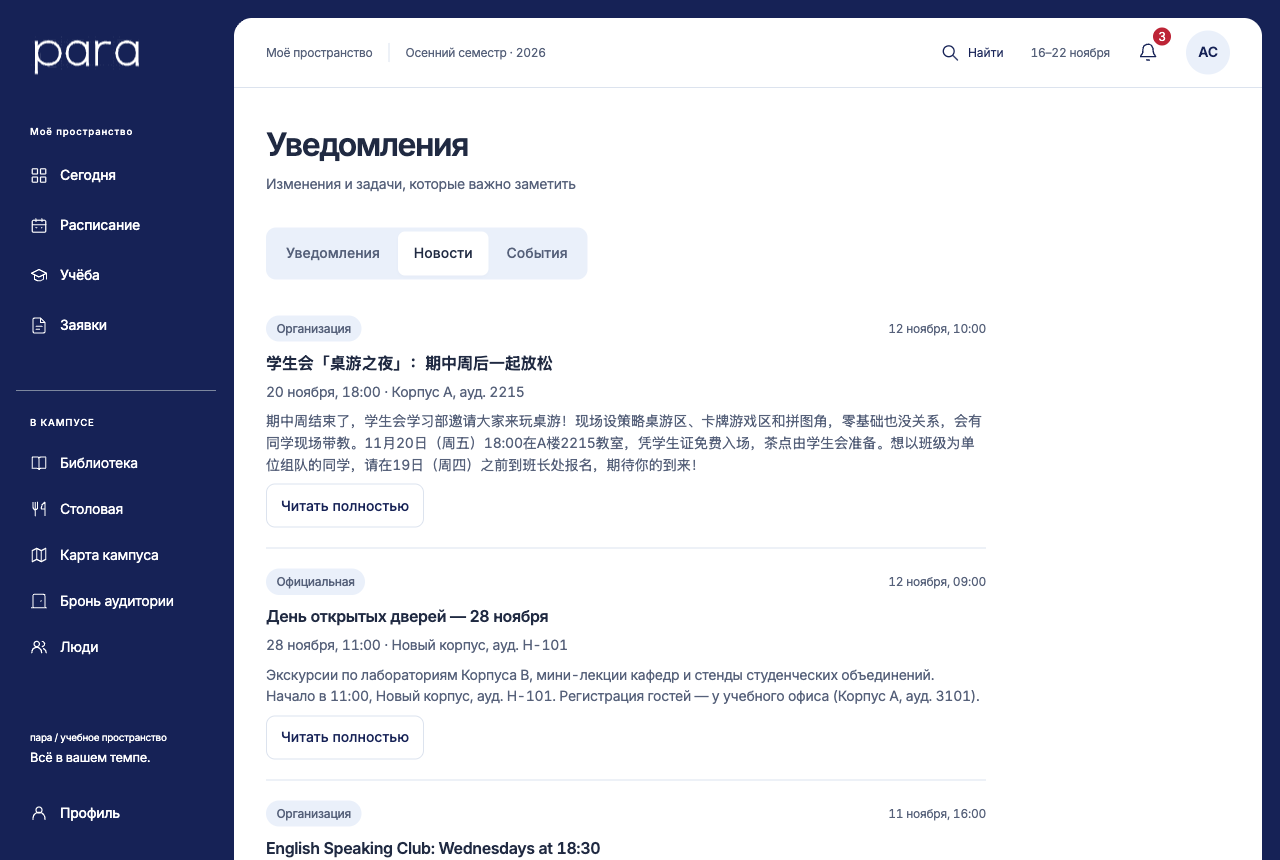 para
Моё пространство
Сегодня
Расписание
Учёба
Заявки
В КАМПУСЕ
Библиотека
Столовая
Карта кампуса
Бронь аудитории
Люди
пара / учебное пространство
Всё в вашем темпе.
Профиль
Моё пространство
Осенний семестр · 2026
Найти
16–22 ноября
3
АС
Уведомления
Изменения и задачи, которые важно заметить
Уведомления
Новости
События
Организация
12 ноября, 10:00
学生会「桌游之夜」：期中周后一起放松
20 ноября, 18:00 · Корпус А, ауд. 2215
期中周结束了，学生会学习部邀请大家来玩桌游！现场设策略桌游区、卡牌游戏区和拼图角，零基础也没关系，会有
同学现场带教。11月20日（周五）18:00在A楼2215教室，凭学生证免费入场，茶点由学生会准备。想以班级为单
位组队的同学，请在19日（周四）之前到班长处报名，期待你的到来！
Читать полностью
Официальная
12 ноября, 09:00
День открытых дверей — 28 ноября
28 ноября, 11:00 · Новый корпус, ауд. Н-101
Экскурсии по лабораториям Корпуса В, мини-лекции кафедр и стенды студенческих объединений.
Начало в 11:00, Новый корпус, ауд. Н-101. Регистрация гостей — у учебного офиса (Корпус А, ауд. 3101).
Читать полностью
Организация
11 ноября, 16:00
English Speaking Club: Wednesdays at 18:30